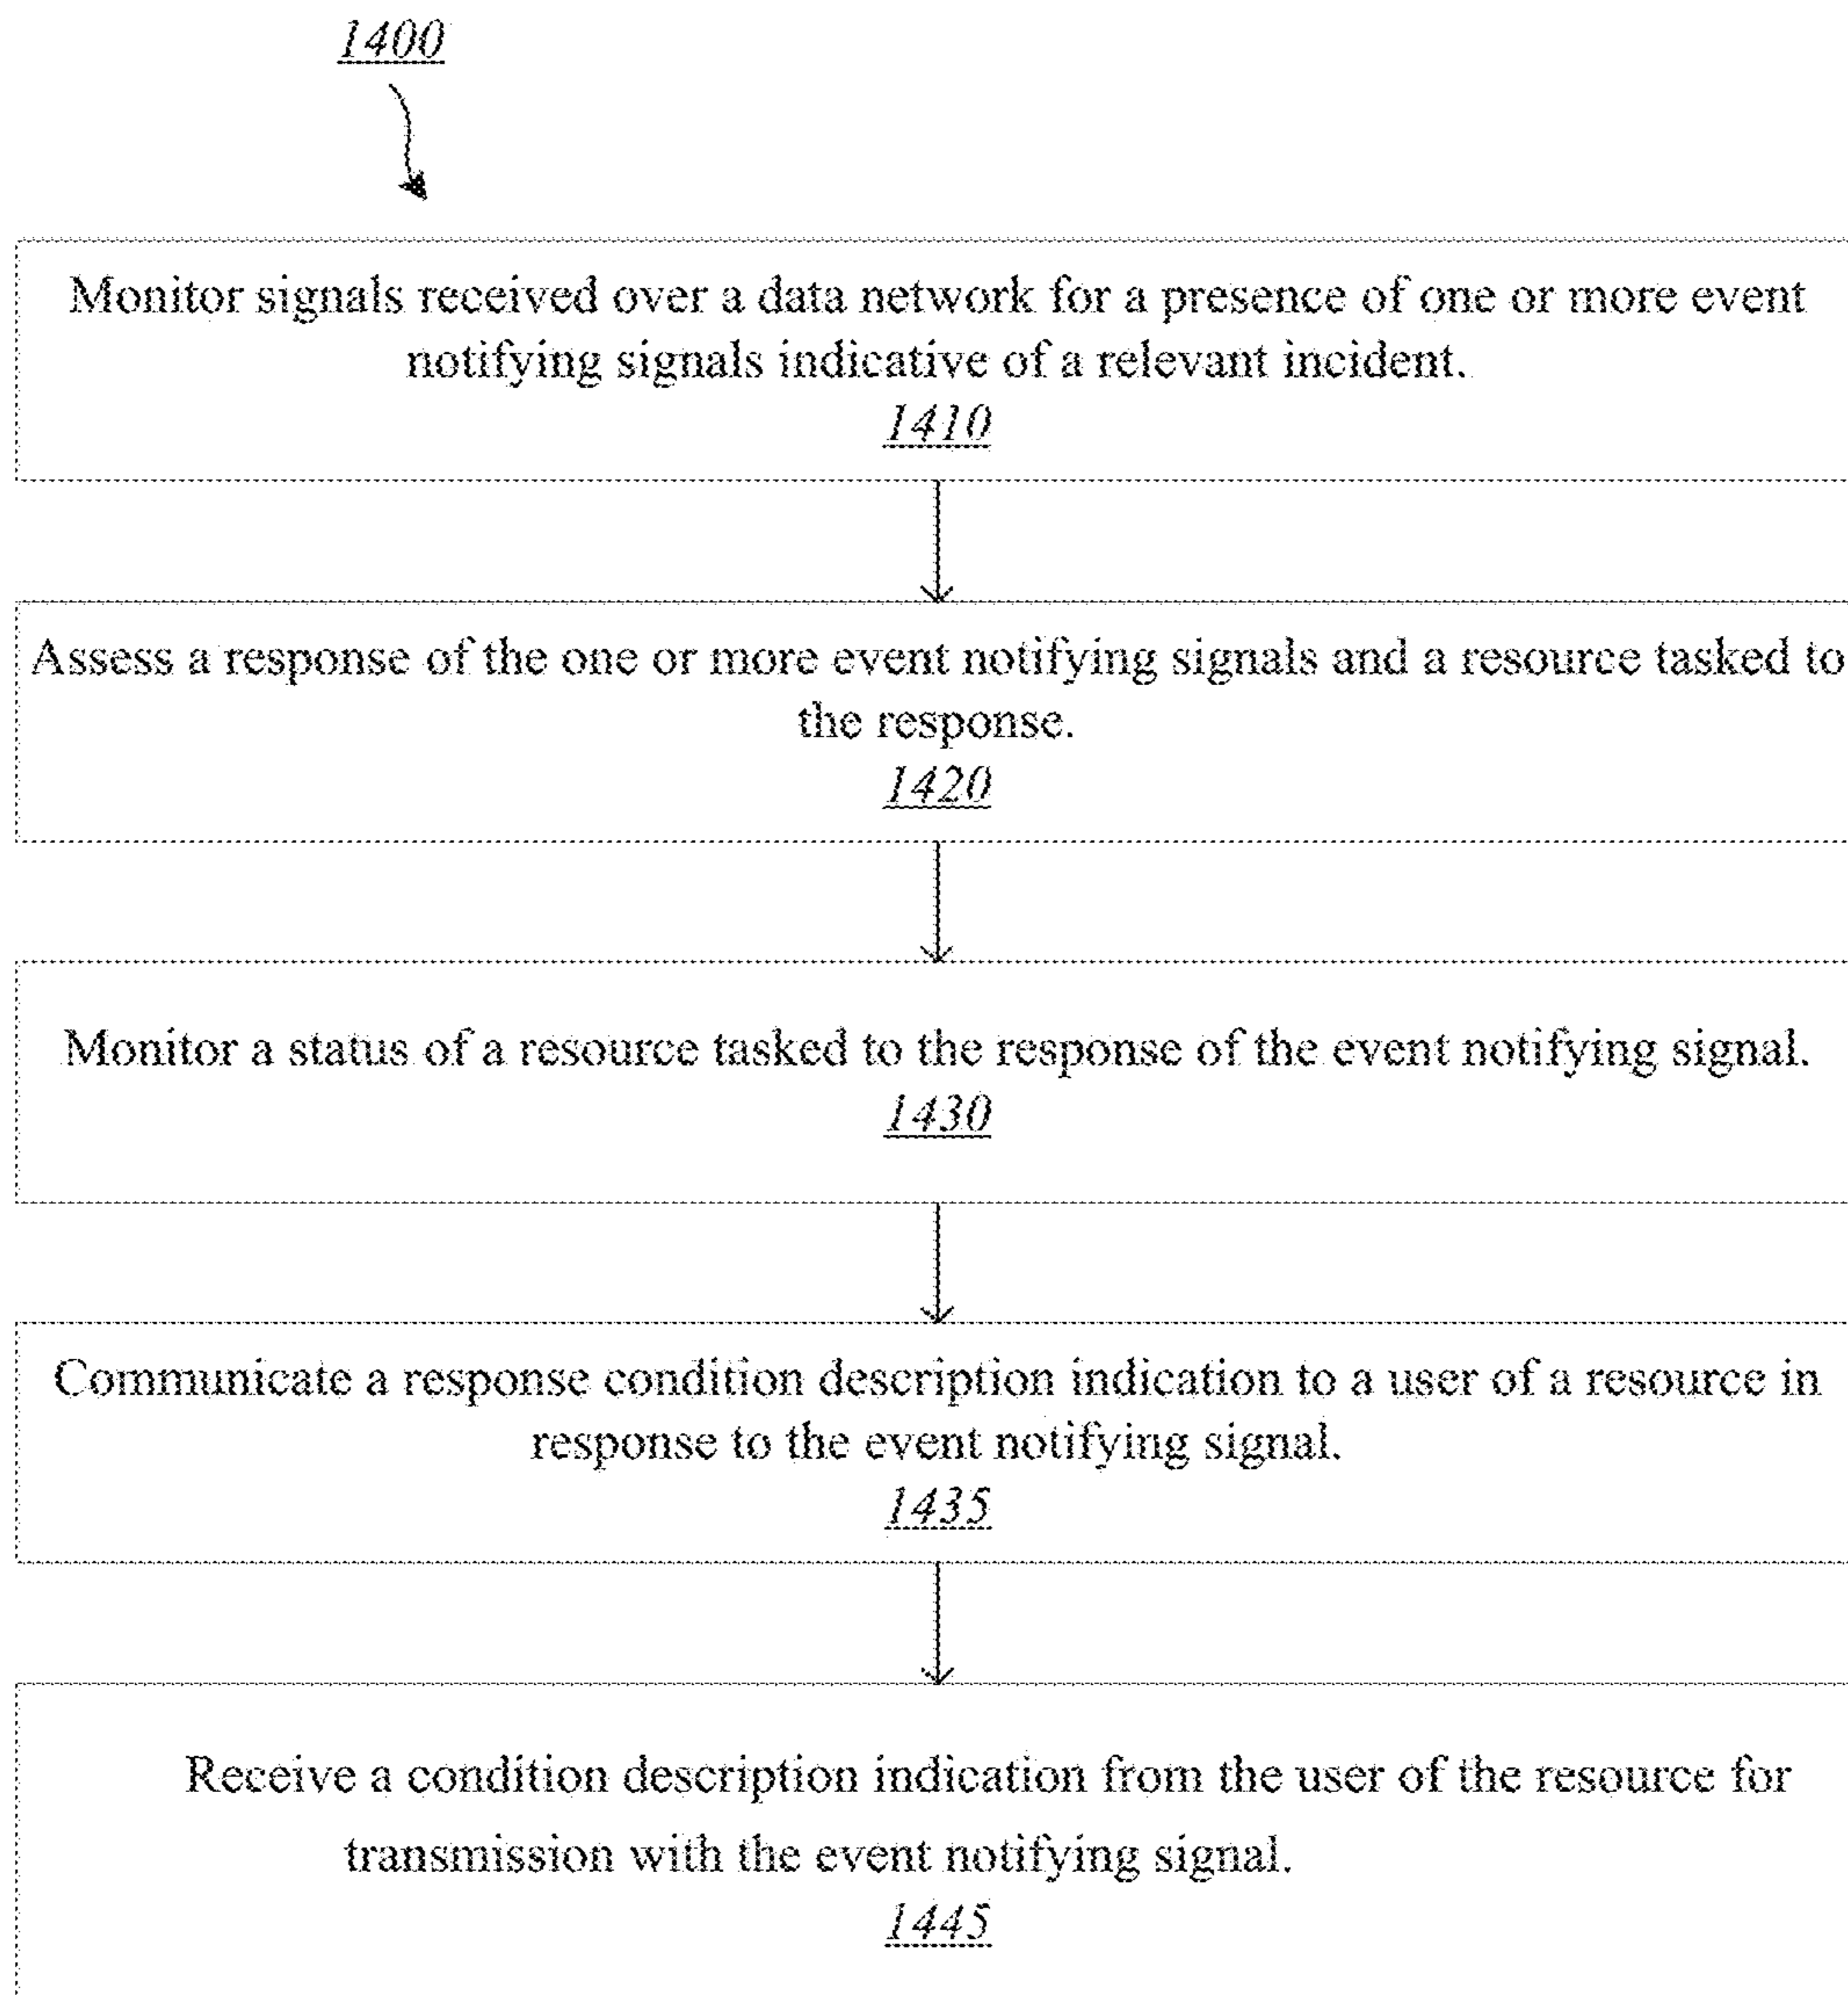 1400
Monitor signals received over a data network for a presence of one or more event
notifying signals indicative of a relevant incident.
1410
Assess a response of the one or more event notifying signals and a resource tasked to
the response.
1420
Monitor a status of a resource tasked to the response of the event notifying signal.
1430
Communicate a response condition description indication to a user of a resource in
response to the event notifying signal.
1435
Receive a condition description indication from the user of the resource for
transmission with the event notifying signal.
1445